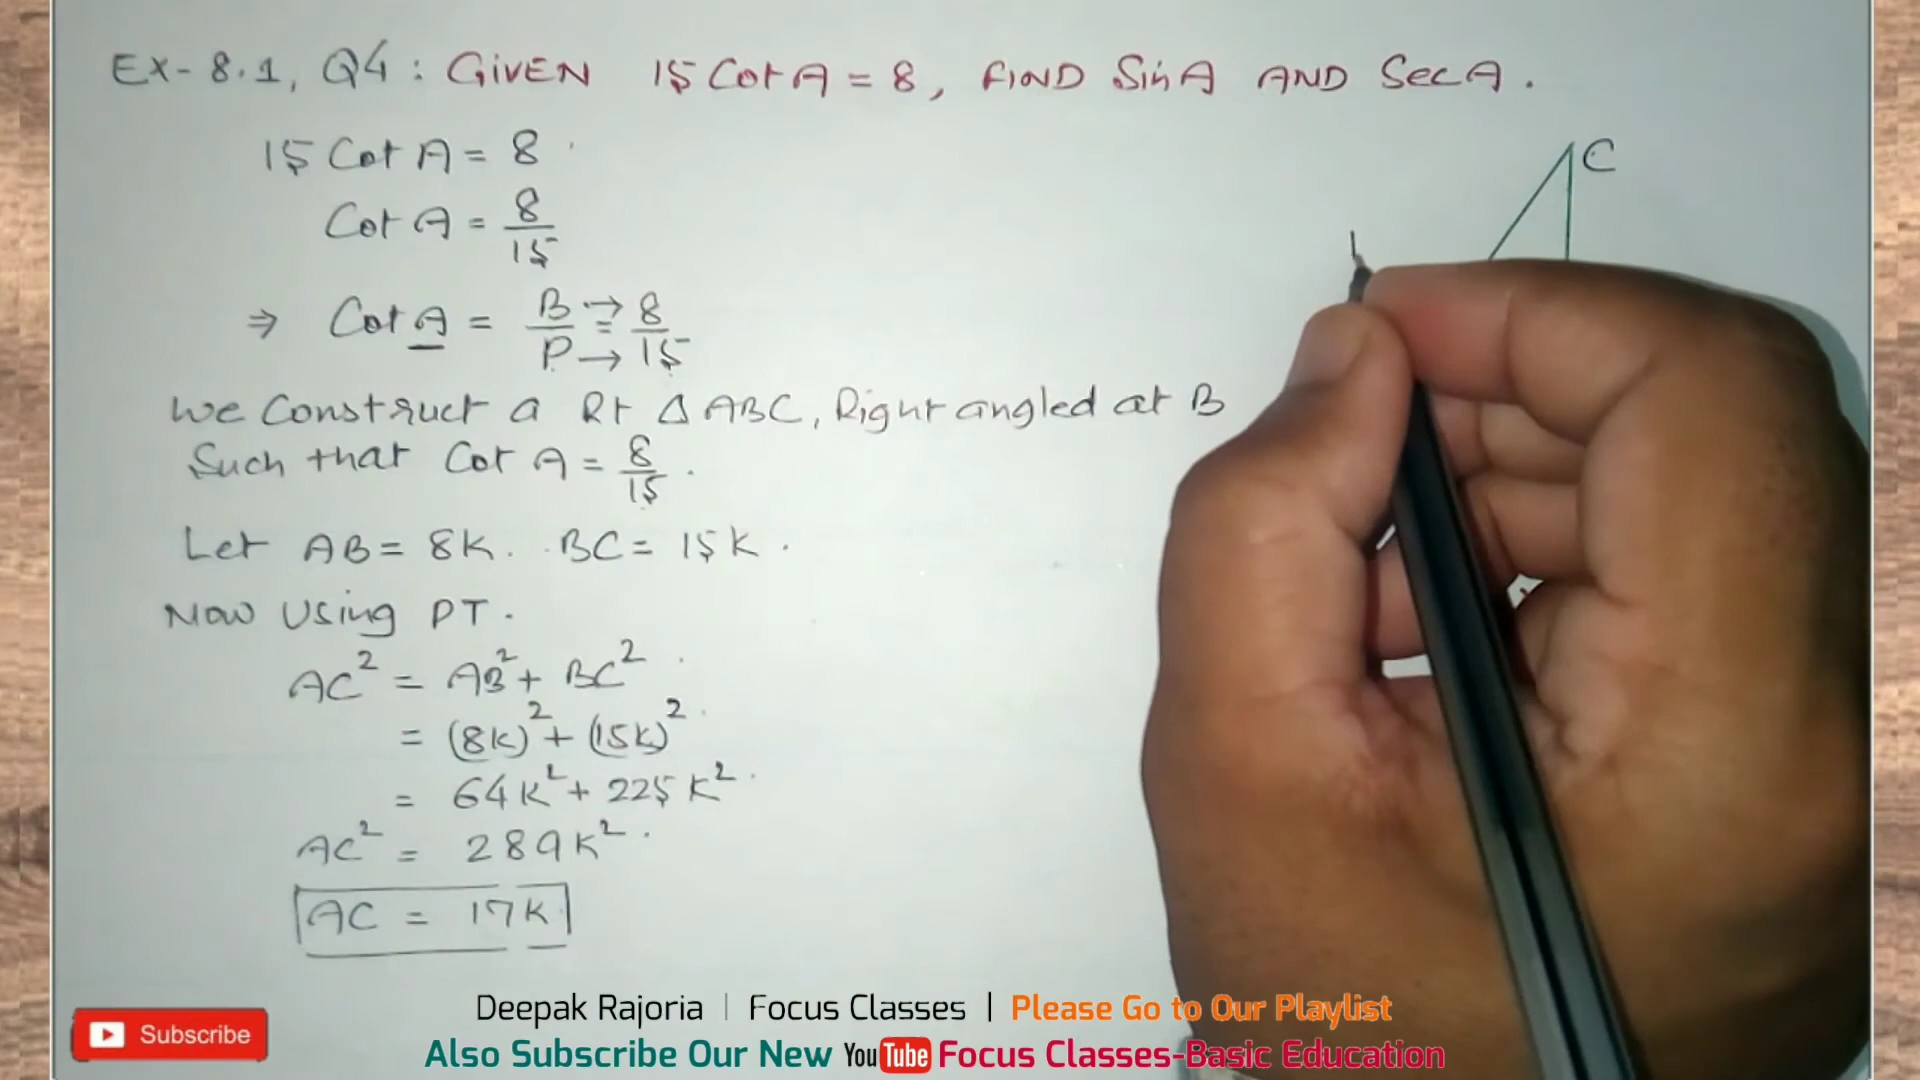 EX-8.1, Q4 : GIVEN 15 Cot A = 8, FIND Sin A AND Sec A.
15 Cot A = 8
Cot A = 8/15
⇒ Cot A = B/P → = → 8/15
We Construct a Rt △ ABC, Right angled at B
Such that Cot A = 8/15.
Let AB = 8K. BC = 15K.
Now Using PT.
AC² = AB² + BC²
= (8K)² + (15K)²
= 64K² + 225K²
AC² = 289K²
AC = 17K
C
Deepak Rajoria | Focus Classes | Please Go to Our Playlist
Subscribe
Also Subscribe Our New YouTube Focus Classes-Basic Education